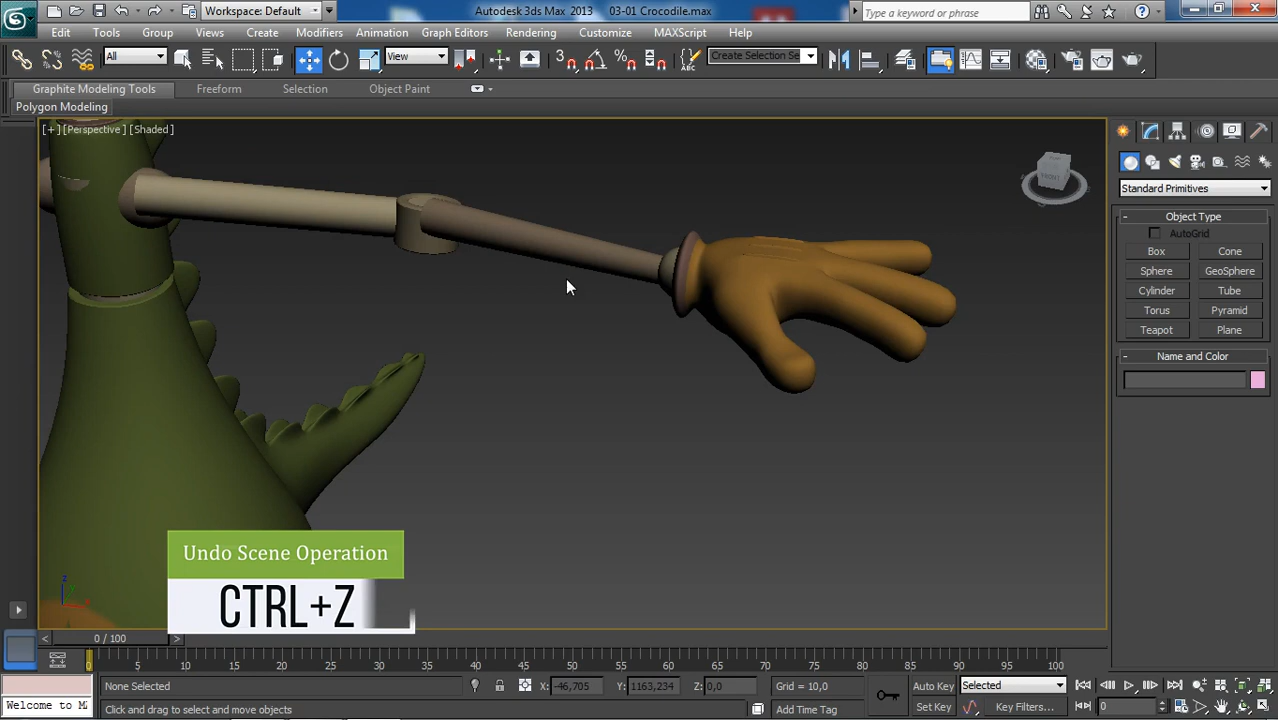 Workspace: Default
Autodesk 3ds Max 2013 03-01 Crocodile.max
Type a keyword or phrase
Edit Tools Group Views Create Modifiers Animation Graph Editors Rendering Customize MAXScript Help
All
View
3
Create Selection Se
Graphite Modeling Tools Freeform Selection Object Paint
Polygon Modeling
[+] [Perspective] [Shaded]
FRONT
Standard Primitives
- Object Type
AutoGrid
Box Cone
Sphere GeoSphere
Cylinder Tube
Torus Pyramid
Teapot Plane
- Name and Color
Undo Scene Operation
CTRL+Z
z
x
< 0 / 100 >
0 5 10 15 20 25 30 35 40 45 50 55 60 65 70 75 80 85 90 95 100
None Selected
X: -46,705 Y: 1163,234 Z: 0,0
Grid = 10,0
Auto Key Selected
Welcome to M
Click and drag to select and move objects
Add Time Tag
Set Key Key Filters...
0